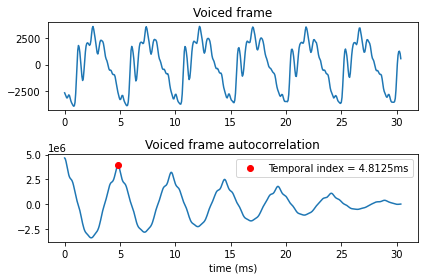 Voiced frame
2500
0
−2500
0 5 10 15 20 25 30
Voiced frame autocorrelation
1e6
5.0
2.5
0.0
−2.5
Temporal index = 4.8125ms
0 5 10 15 20 25 30
time (ms)